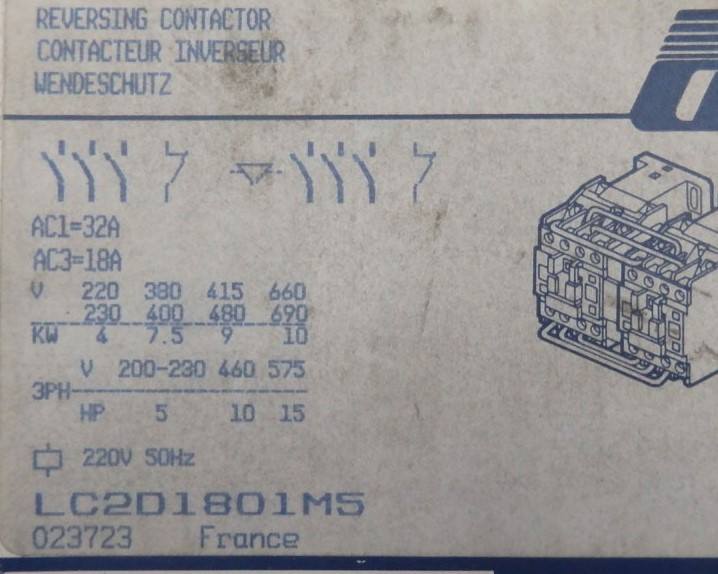 REVERSING CONTACTOR
CONTACTEUR INVERSEUR
WENDESCHUTZ
AC1=32A
AC3=18A
V 220 380 415 660
230 400 480 690
KW 4 7.5 9 10
V 200-230 460 575
3PH
HP 5 10 15
220V 50Hz
LC2D1801M5
023723 France